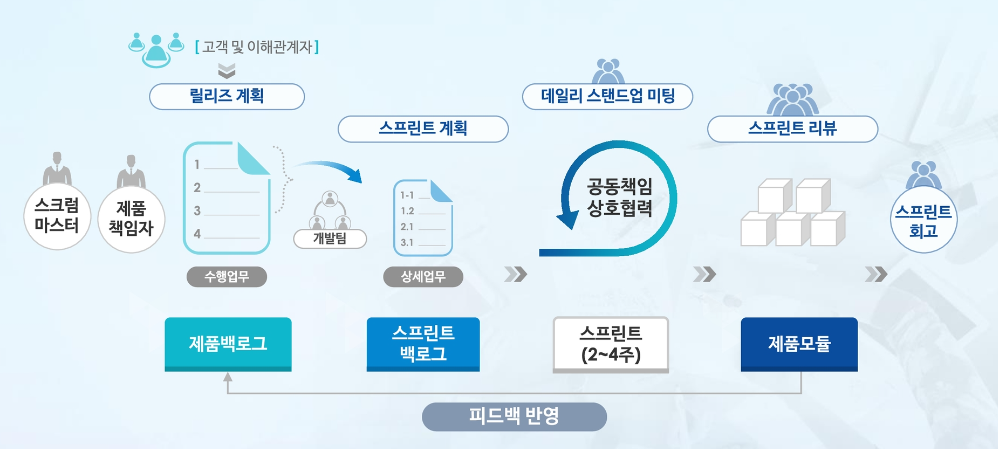 [ 고객 및 이해관계자 ]
릴리즈 계획
데일리 스탠드업 미팅
스프린트 계획
스프린트 리뷰
스크럼
마스터
제품
책임자
1
2
3
4
개발팀
1-1
1.2
2.1
3.1
공동책임
상호협력
스프린트
회고
수행업무
상세업무
제품백로그
스프린트
백로그
스프린트
(2~4주)
제품모듈
피드백 반영